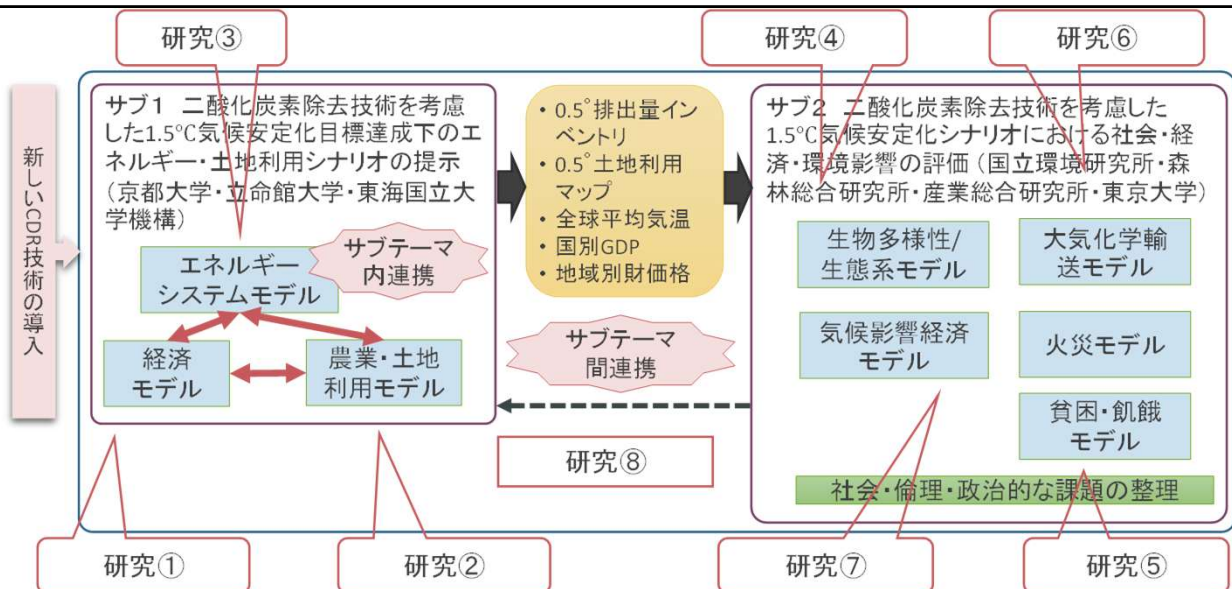 研究③
研究④
研究⑥
新しいCDR技術の導入
サブ1 二酸化炭素除去技術を考慮
した1.5℃気候安定化目標達成下のエ
ネルギー・土地利用シナリオの提示
(京都大学・立命館大学・東海国立大
学機構)
エネルギー
システムモデル
サブテーマ
内連携
経済
モデル
農業・土地
利用モデル
• 0.5°排出量イン
ベントリ
• 0.5°土地利用
マップ
• 全球平均気温
• 国別GDP
• 地域別財価格
サブテーマ
間連携
研究⑧
サブ2 二酸化炭素除去技術を考慮した
1.5℃気候安定化シナリオにおける社会・経
済・環境影響の評価(国立環境研究所・森
林総合研究所・産業総合研究所・東京大学)
生物多様性/
生態系モデル
大気化学輸
送モデル
気候影響経済
モデル
火災モデル
貧困・飢餓
モデル
社会・倫理・政治的な課題の整理
研究①
研究②
研究⑦
研究⑤